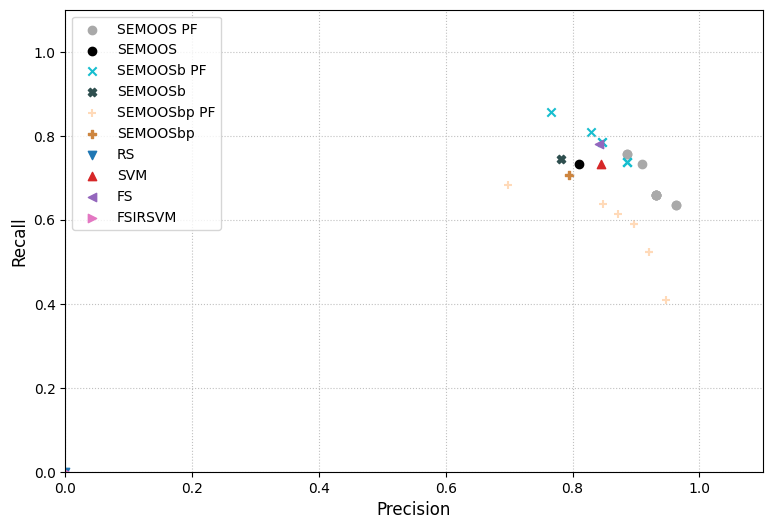 SEMOOS PF
SEMOOS
SEMOOSb PF
SEMOOSb
SEMOOSbp PF
SEMOOSbp
RS
SVM
FS
FSIRSVM
1.0
0.8
0.6
0.4
0.2
0.0
Recall
0.0 0.2 0.4 0.6 0.8 1.0
Precision